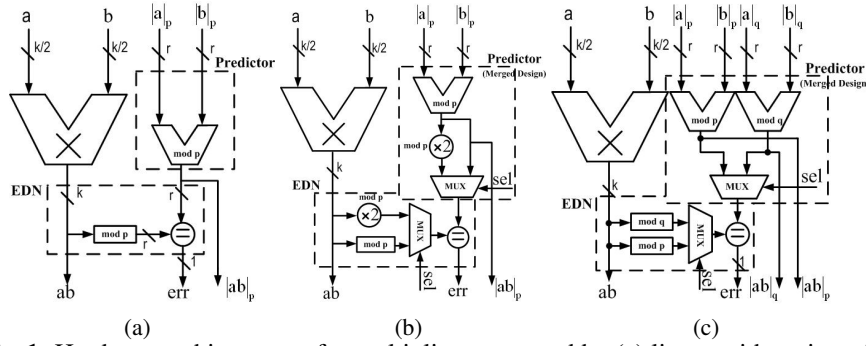 a
b
|a|p
|b|p
k/2
k/2
r
r
Predictor
×
mod p
EDN
k
r
mod p
r
=
1
ab
err
|ab|p
(a)
a
b
|a|p
|b|p
k/2
k/2
r
r
Predictor
(Merged Design)
mod p
mod p
×2
×
MUX
sel
EDN
k
mod p
×2
mod p
MUX
=
sel
ab
err
|ab|p
(b)
a
b
|a|p
|b|p
|a|q
|b|q
k/2
k/2
r
r
r
r
Predictor
(Merged Design)
mod p
mod q
×
MUX
sel
EDN
k
mod q
mod p
MUX
=
1
sel
ab
err
|ab|q
|ab|p
(c)